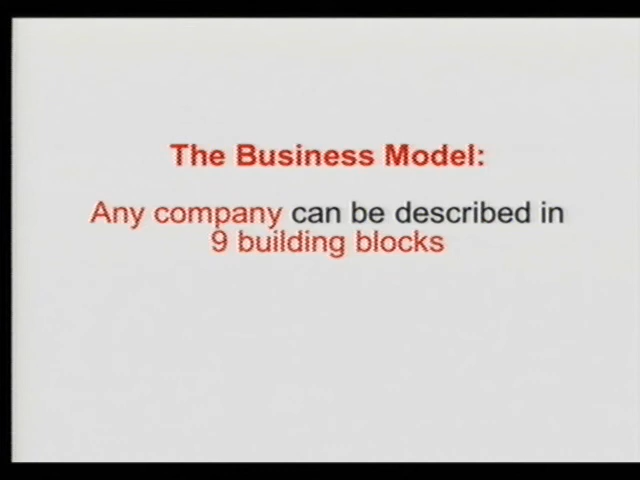 The Business Model:
Any company can be described in
9 building blocks